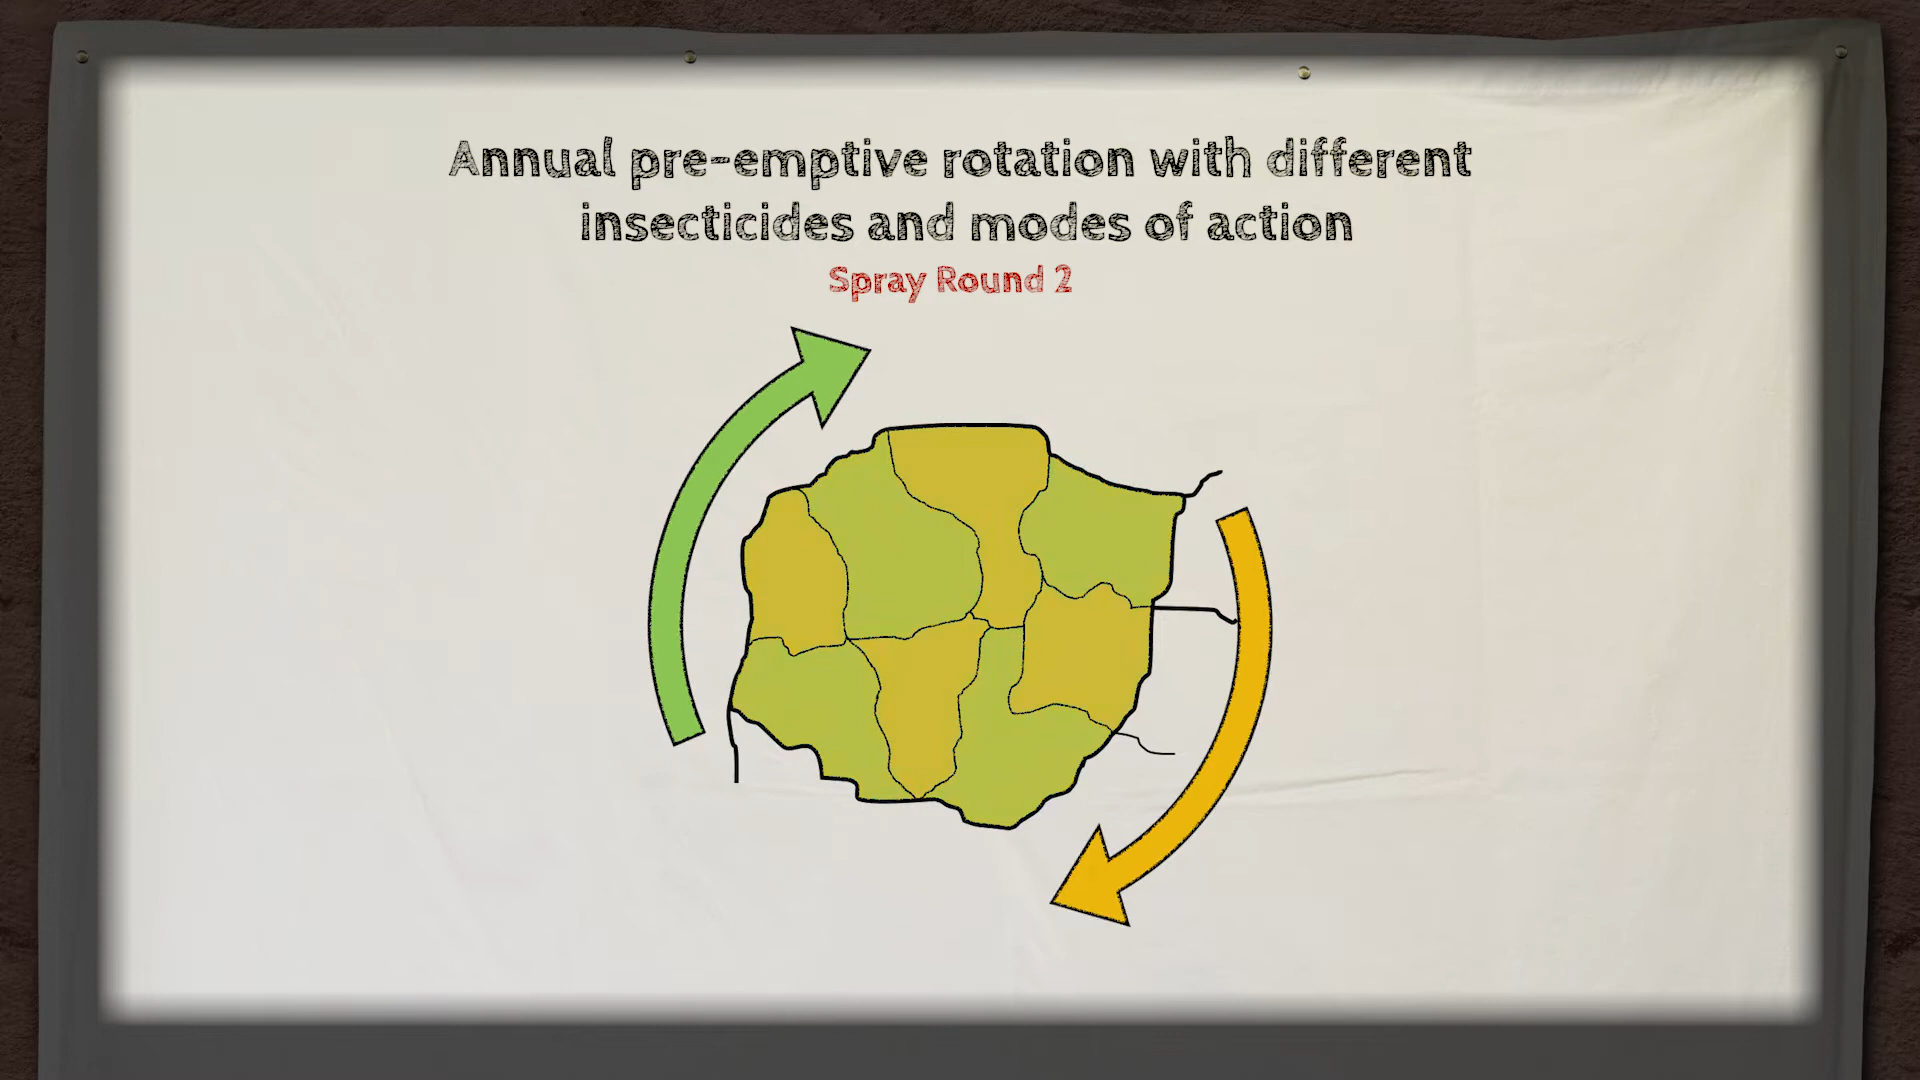 Annual pre-emptive rotation with different
insecticides and modes of action
Spray Round 2